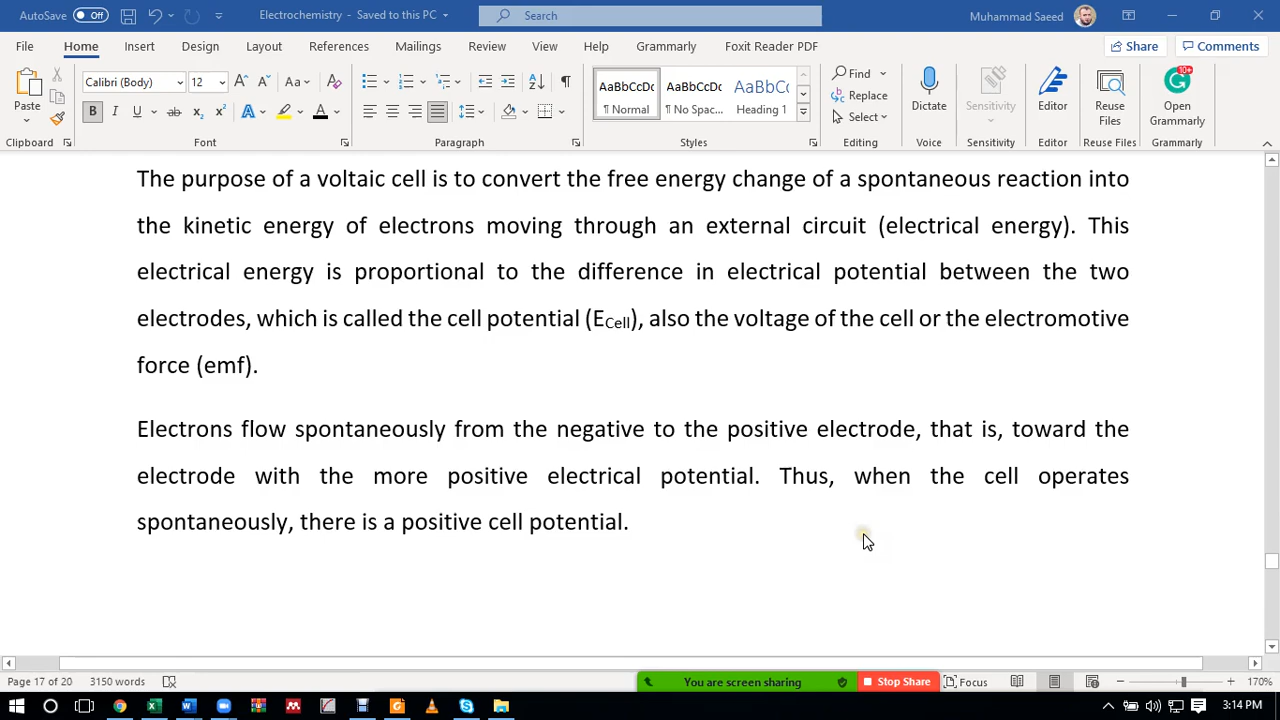 AutoSave Off Electrochemistry - Saved to this PC Search Muhammad Saeed
File Home Insert Design Layout References Mailings Review View Help Grammarly Foxit Reader PDF Share Comments
Calibri (Body) 12 Aa AaBbCcDc AaBbCcDc AaBbCc Find
Paste B I U ab x₂ x² A A ¶ Normal ¶ No Spac... Heading 1 Replace Select Dictate Sensitivity Editor Reuse Files Open Grammarly 10+
Clipboard Font Paragraph Styles Editing Voice Sensitivity Editor Reuse Files Grammarly
The purpose of a voltaic cell is to convert the free energy change of a spontaneous reaction into
the kinetic energy of electrons moving through an external circuit (electrical energy). This
electrical energy is proportional to the difference in electrical potential between the two
electrodes, which is called the cell potential (ECell), also the voltage of the cell or the electromotive
force (emf).
Electrons flow spontaneously from the negative to the positive electrode, that is, toward the
electrode with the more positive electrical potential. Thus, when the cell operates
spontaneously, there is a positive cell potential.
Page 17 of 20 3150 words You are screen sharing Stop Share Focus 170%
3:14 PM